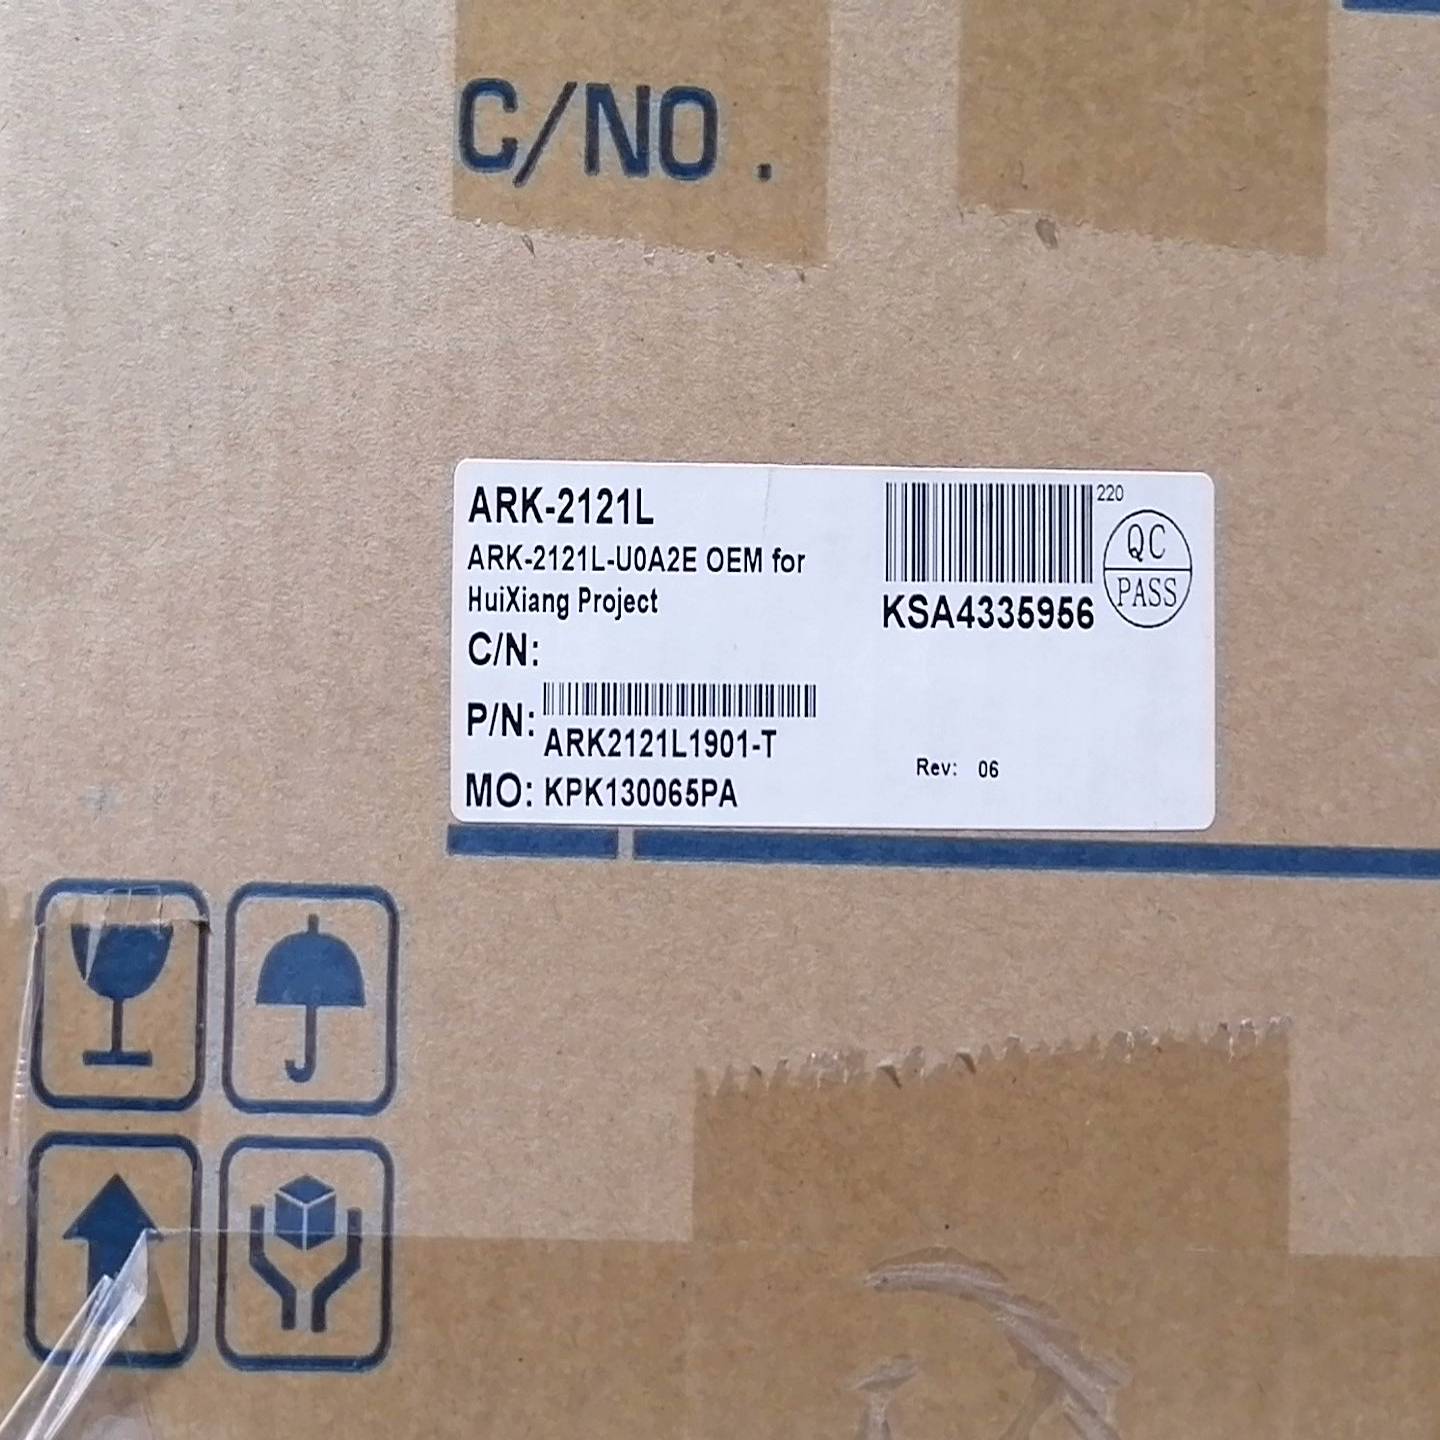 C/NO.
ARK-2121L
ARK-2121L-U0A2E OEM for
HuiXiang Project
C/N:
P/N:
ARK2121L1901-T
MO: KPK130065PA
220
QC
PASS
KSA4335956
Rev: 06